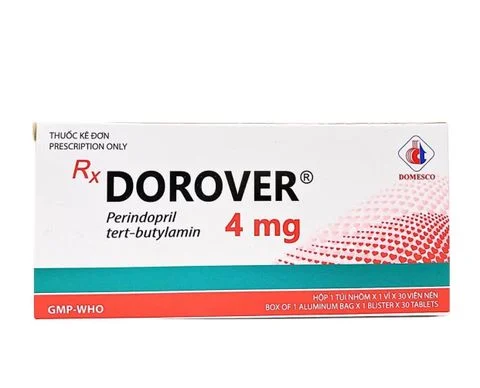 THUỐC KÊ ĐƠN
PRESCRIPTION ONLY
Rx DOROVER®
Perindopril
tert-butylamin
4 mg
DOMESCO
HỘP 1 TÚI NHÔM X 1 VỈ X 30 VIÊN NÉN
BOX OF 1 ALUMINUM BAG X 1 BLISTER X 30 TABLETS
GMP-WHO